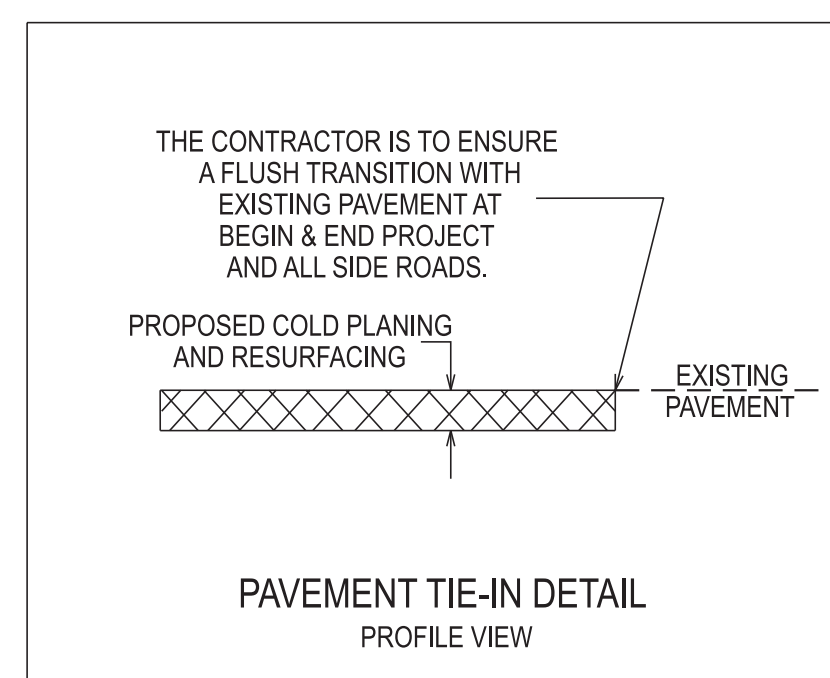 THE CONTRACTOR IS TO ENSURE
A FLUSH TRANSITION WITH
EXISTING PAVEMENT AT
BEGIN & END PROJECT
AND ALL SIDE ROADS.
PROPOSED COLD PLANING
AND RESURFACING
EXISTING
PAVEMENT
PAVEMENT TIE-IN DETAIL
PROFILE VIEW